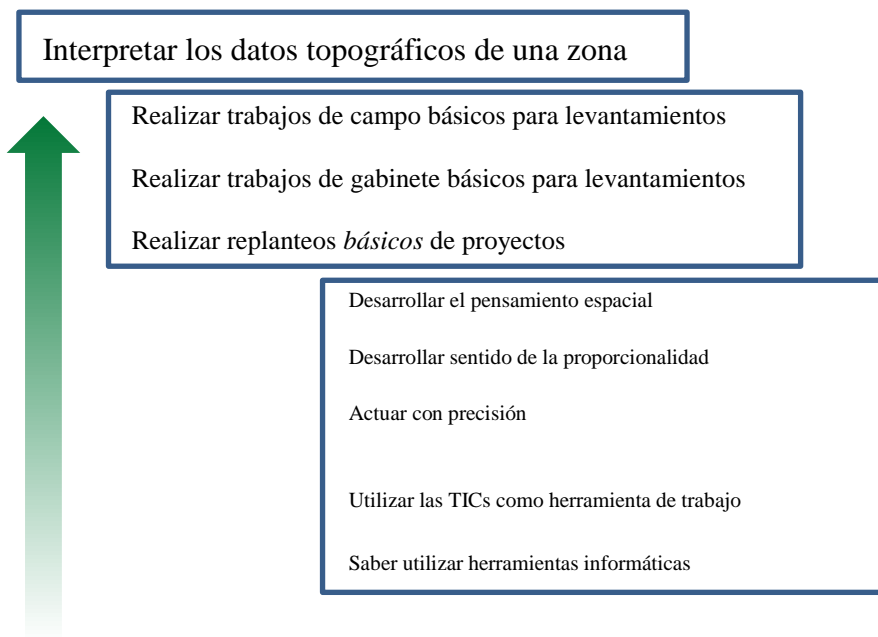 Interpretar los datos topográficos de una zona
Realizar trabajos de campo básicos para levantamientos
Realizar trabajos de gabinete básicos para levantamientos
Realizar replanteos básicos de proyectos
Desarrollar el pensamiento espacial
Desarrollar sentido de la proporcionalidad
Actuar con precisión
Utilizar las TICs como herramienta de trabajo
Saber utilizar herramientas informáticas